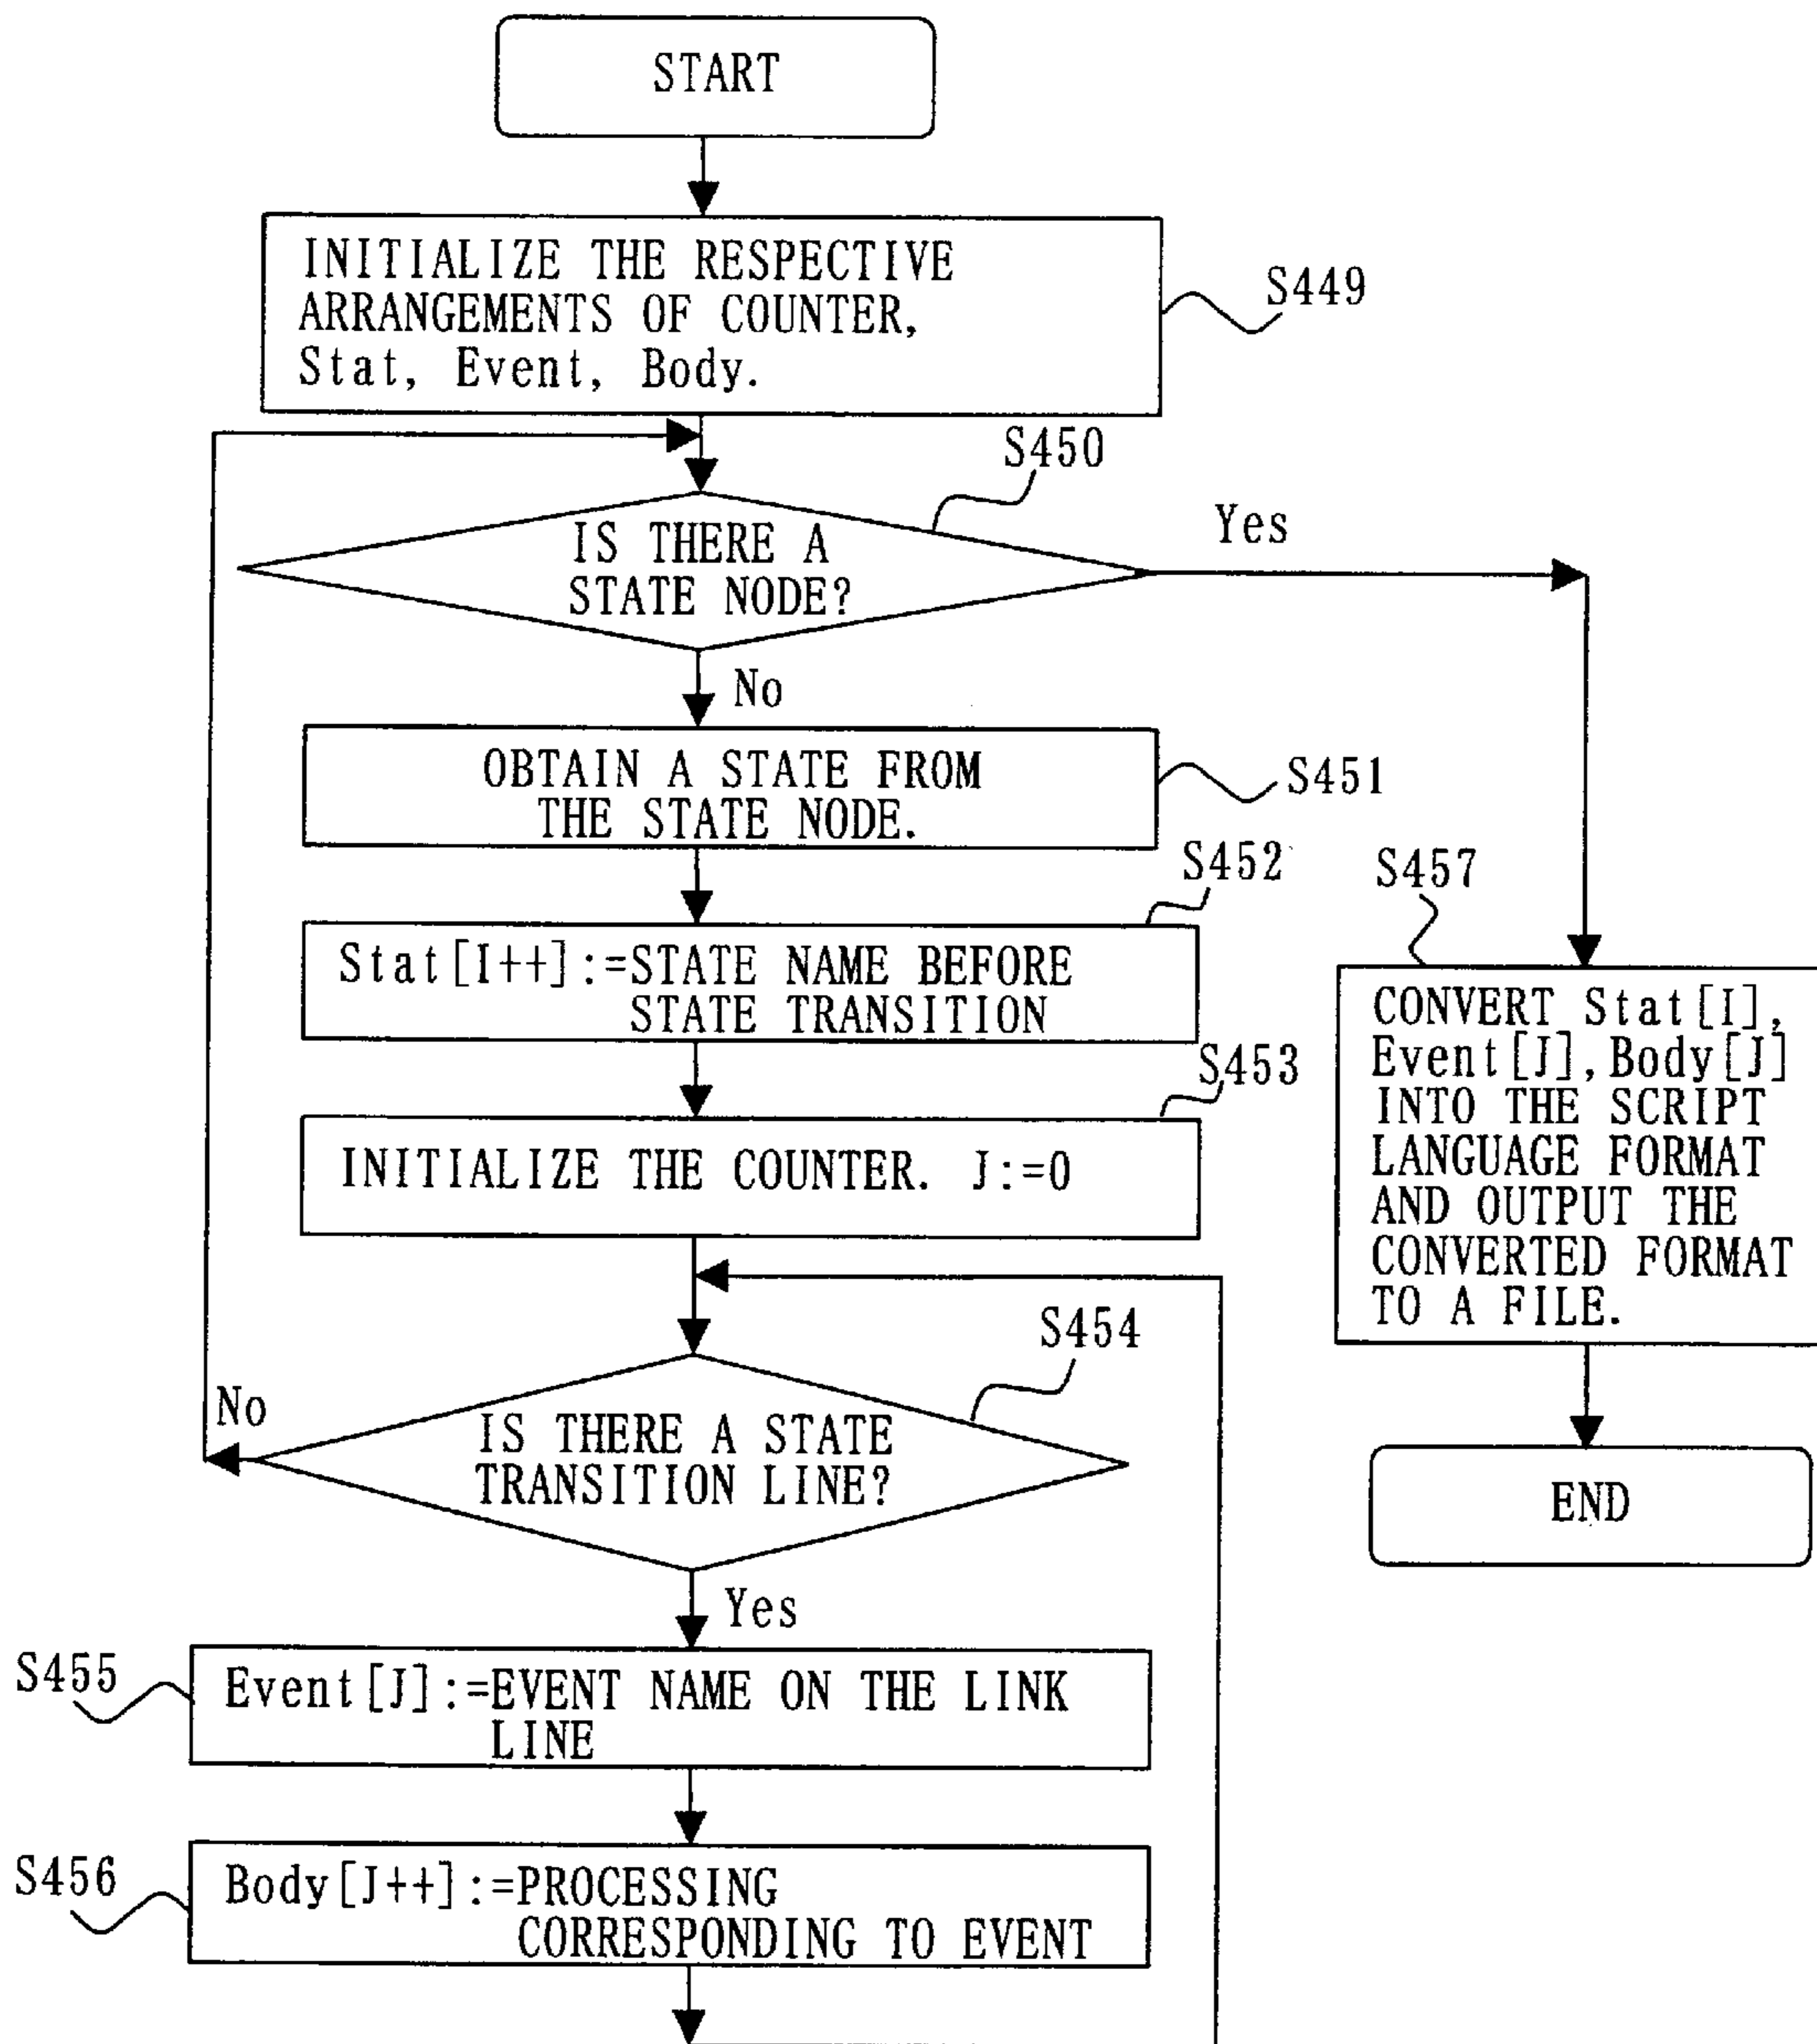 START
INITIALIZE THE RESPECTIVE
ARRANGEMENTS OF COUNTER,
Stat, Event, Body.
S449
S450
IS THERE A
STATE NODE?
Yes
No
OBTAIN A STATE FROM
THE STATE NODE.
S451
S452
Stat[I++]:=STATE NAME BEFORE
STATE TRANSITION
S453
INITIALIZE THE COUNTER. J:=0
S454
IS THERE A STATE
TRANSITION LINE?
No
Yes
S455
Event[J]:=EVENT NAME ON THE LINK
LINE
S456
Body[J++]:=PROCESSING
CORRESPONDING TO EVENT
S457
CONVERT Stat[I],
Event[J],Body[J]
INTO THE SCRIPT
LANGUAGE FORMAT
AND OUTPUT THE
CONVERTED FORMAT
TO A FILE.
END